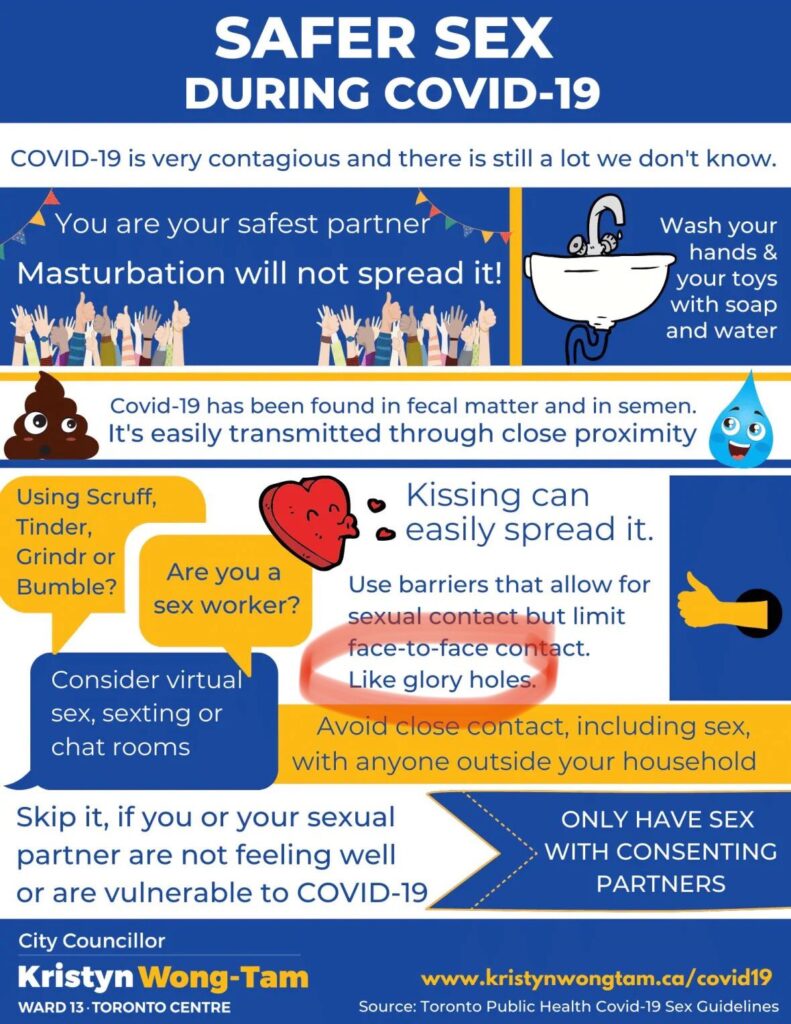 SAFER SEX
DURING COVID-19
COVID-19 is very contagious and there is still a lot we don't know.
You are your safest partner
Masturbation will not spread it!
Wash your
hands &
your toys
with soap
and water
Covid-19 has been found in fecal matter and in semen.
It's easily transmitted through close proximity
Using Scruff,
Tinder,
Grindr or
Bumble?
Are you a
sex worker?
Consider virtual
sex, sexting or
chat rooms
Kissing can
easily spread it.
Use barriers that allow for
sexual contact but limit
face-to-face contact.
Like glory holes.
Avoid close contact, including sex,
with anyone outside your household
Skip it, if you or your sexual
partner are not feeling well
or are vulnerable to COVID-19
ONLY HAVE SEX
WITH CONSENTING
PARTNERS
City Councillor
Kristyn Wong-Tam
WARD 13 · TORONTO CENTRE
www.kristynwongtam.ca/covid19
Source: Toronto Public Health Covid-19 Sex Guidelines